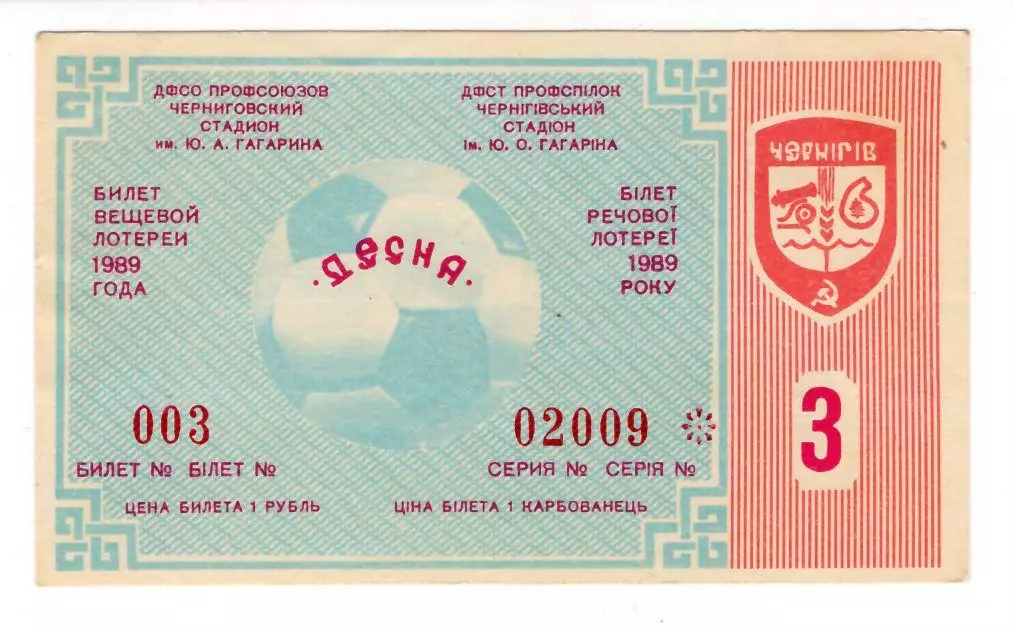 ДФСО ПРОФСОЮЗОВ
ЧЕРНИГОВСКИЙ
СТАДИОН
им. Ю. А. ГАГАРИНА
ДФСТ ПРОФСПІЛОК
ЧЕРНІГІВСЬКИЙ
СТАДІОН
ім. Ю. О. ГАГАРІНА
ЧЕРНІГІВ
БИЛЕТ
ВЕЩЕВОЙ
ЛОТЕРЕИ
1989
ГОДА
·ДЕСНА·
БІЛЕТ
РЕЧОВОЇ
ЛОТЕРЕЇ
1989
РОКУ
003
02009
3
БИЛЕТ № БІЛЕТ №
СЕРИЯ № СЕРІЯ №
ЦЕНА БИЛЕТА 1 РУБЛЬ
ЦІНА БІЛЕТА 1 КАРБОВАНЕЦЬ